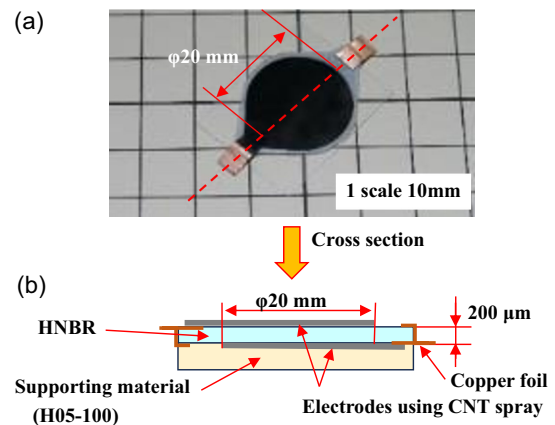 (a)
φ20 mm
1 scale 10mm
Cross section
(b)
φ20 mm
200 μm
HNBR
Supporting material
(H05-100)
Copper foil
Electrodes using CNT spray